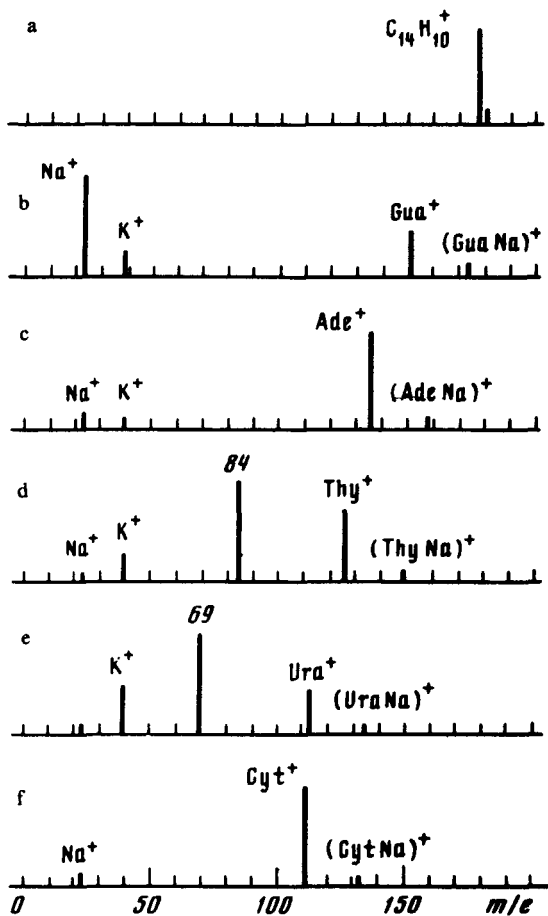 a
C₁₄H₁₀⁺
b
Na⁺
K⁺
Gua⁺
(Gua Na)⁺
c
Na⁺
K⁺
Ade⁺
(Ade Na)⁺
d
Na⁺
K⁺
84
Thy⁺
(Thy Na)⁺
e
K⁺
69
Ura⁺
(Ura Na)⁺
f
Na⁺
Cyt⁺
(Cyt Na)⁺
0 50 100 150 m/e